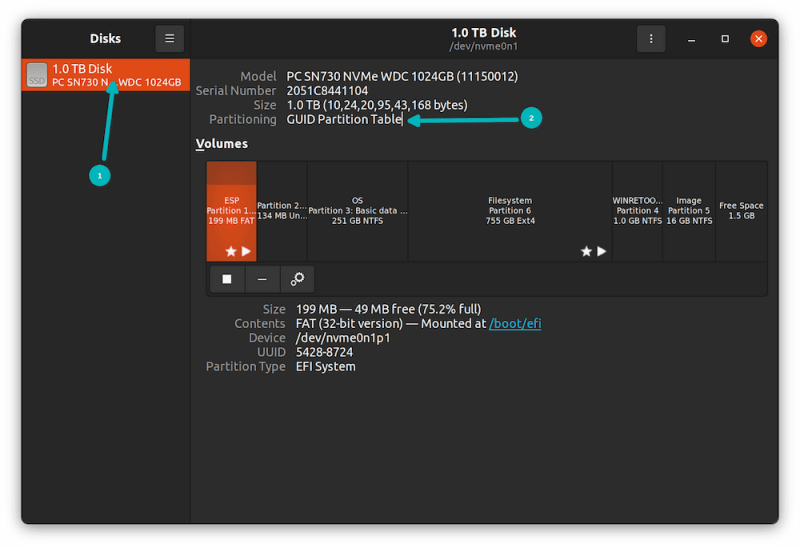 Disks
1.0 TB Disk
/dev/nvme0n1
1.0 TB Disk
PC SN730 N... WDC 1024GB
SSD
1
Model PC SN730 NVMe WDC 1024GB (11150012)
Serial Number 2051C8441104
Size 1.0 TB (10,24,20,95,43,168 bytes)
Partitioning GUID Partition Table
2
Volumes
ESP
Partition 1...
199 MB FAT
Partition 2...
134 MB Un...
OS
Partition 3: Basic data ...
251 GB NTFS
Filesystem
Partition 6
755 GB Ext4
WINRETOO...
Partition 4
1.0 GB NTFS
Image
Partition 5
16 GB NTFS
Free Space
1.5 GB
Size 199 MB — 49 MB free (75.2% full)
Contents FAT (32-bit version) — Mounted at /boot/efi
Device /dev/nvme0n1p1
UUID 5428-8724
Partition Type EFI System